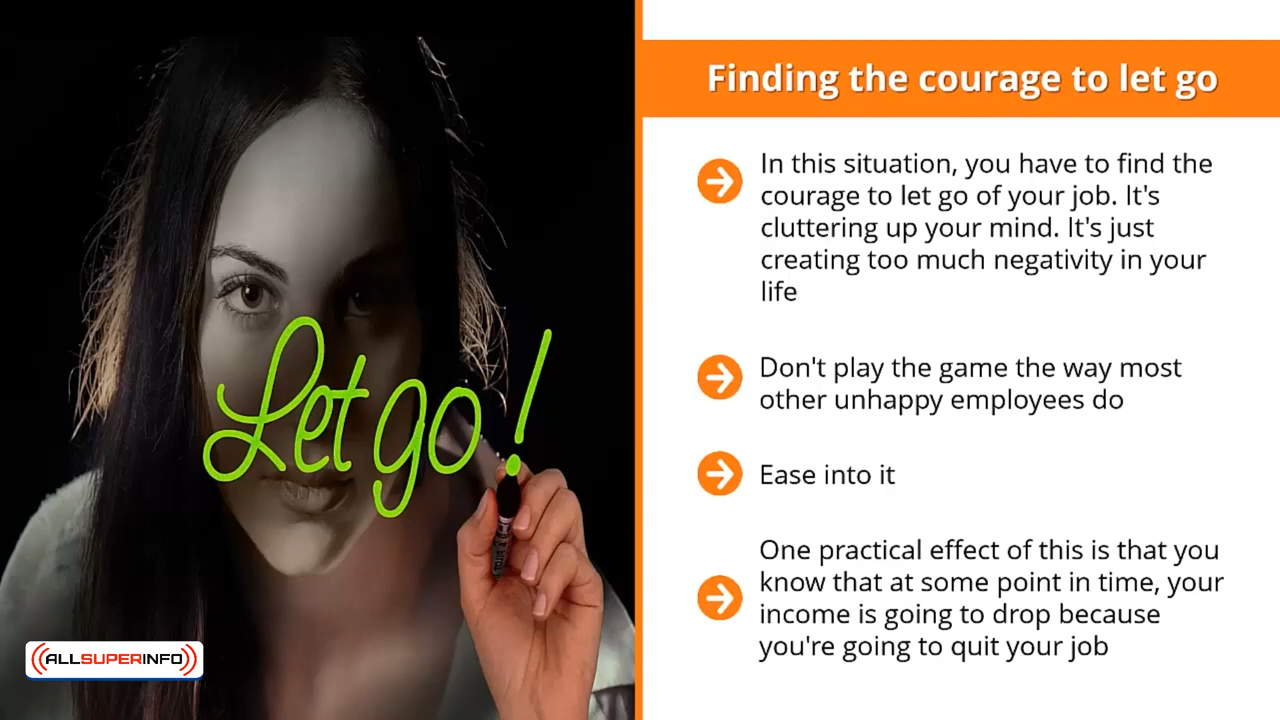 Finding the courage to let go
In this situation, you have to find the
courage to let go of your job. It's
cluttering up your mind. It's just
creating too much negativity in your
life
Don't play the game the way most
other unhappy employees do
Ease into it
One practical effect of this is that you
know that at some point in time, your
income is going to drop because
you're going to quit your job
Let go!
ALLSUPERINFO